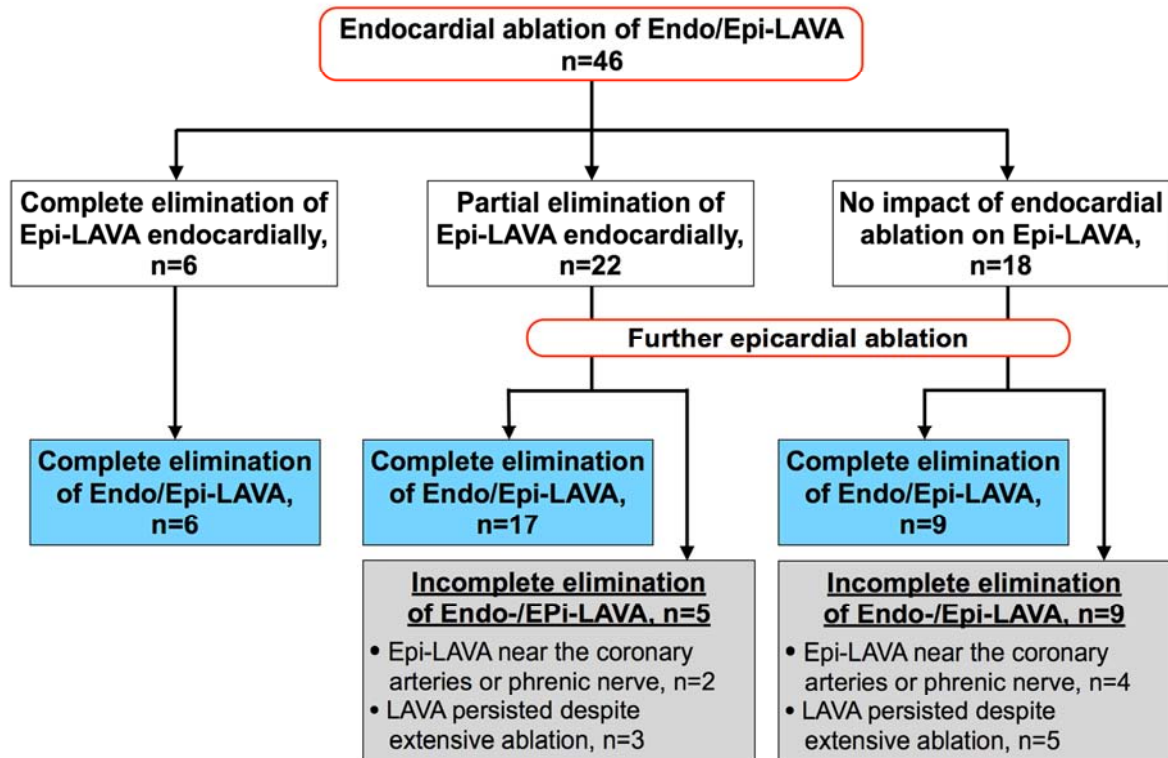 Endocardial ablation of Endo/Epi-LAVA
n=46
Complete elimination of
Epi-LAVA endocardially,
n=6
Partial elimination of
Epi-LAVA endocardially,
n=22
No impact of endocardial
ablation on Epi-LAVA,
n=18
Further epicardial ablation
Complete elimination
of Endo/Epi-LAVA,
n=6
Complete elimination
of Endo/Epi-LAVA,
n=17
Complete elimination
of Endo/Epi-LAVA,
n=9
Incomplete elimination
of Endo-/EPi-LAVA, n=5
• Epi-LAVA near the coronary
arteries or phrenic nerve, n=2
• LAVA persisted despite
extensive ablation, n=3
Incomplete elimination
of Endo-/Epi-LAVA, n=9
• Epi-LAVA near the coronary
arteries or phrenic nerve, n=4
• LAVA persisted despite
extensive ablation, n=5